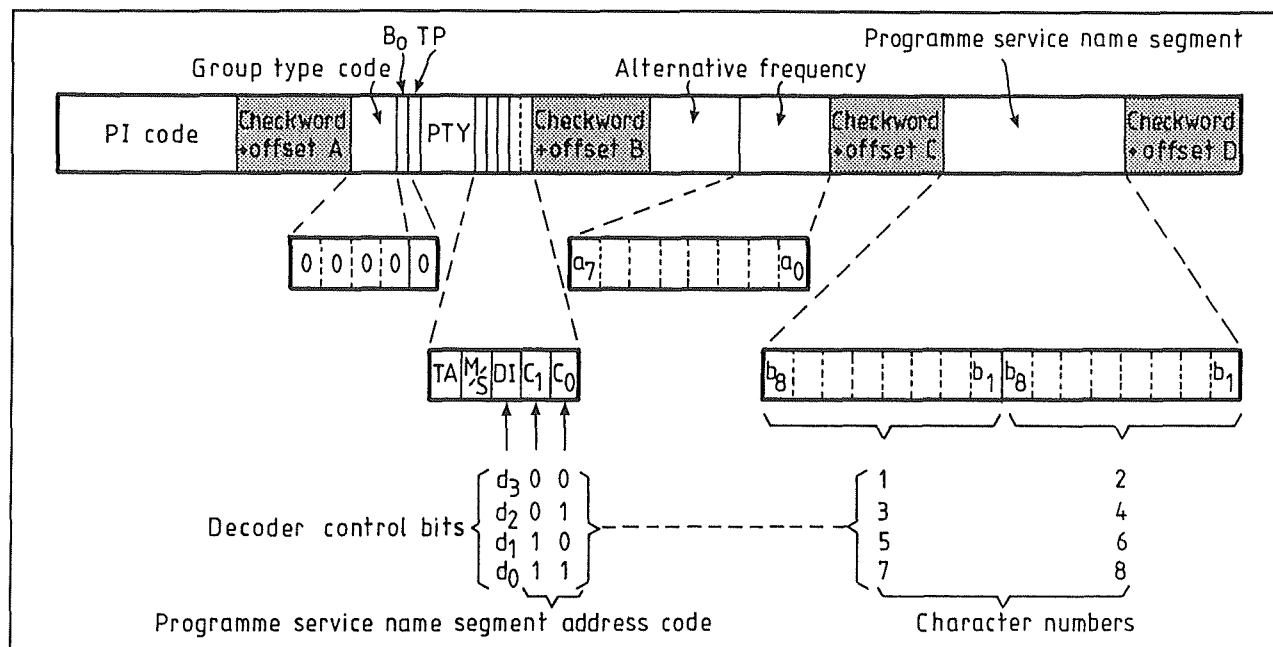 B₀ TP
Programme service name segment
Group type code
Alternative frequency
PI code
Checkword
+offset A
PTY
Checkword
+offset B
Checkword
+offset C
Checkword
+offset D
0 0 0 0 0
a₇ a₀
TA M/S DI C₁ C₀
b₈ b₁ b₈ b₁
d₃ 0 0
1 2
d₂ 0 1
3 4
Decoder control bits
d₁ 1 0
5 6
d₀ 1 1
7 8
Programme service name segment address code
Character numbers